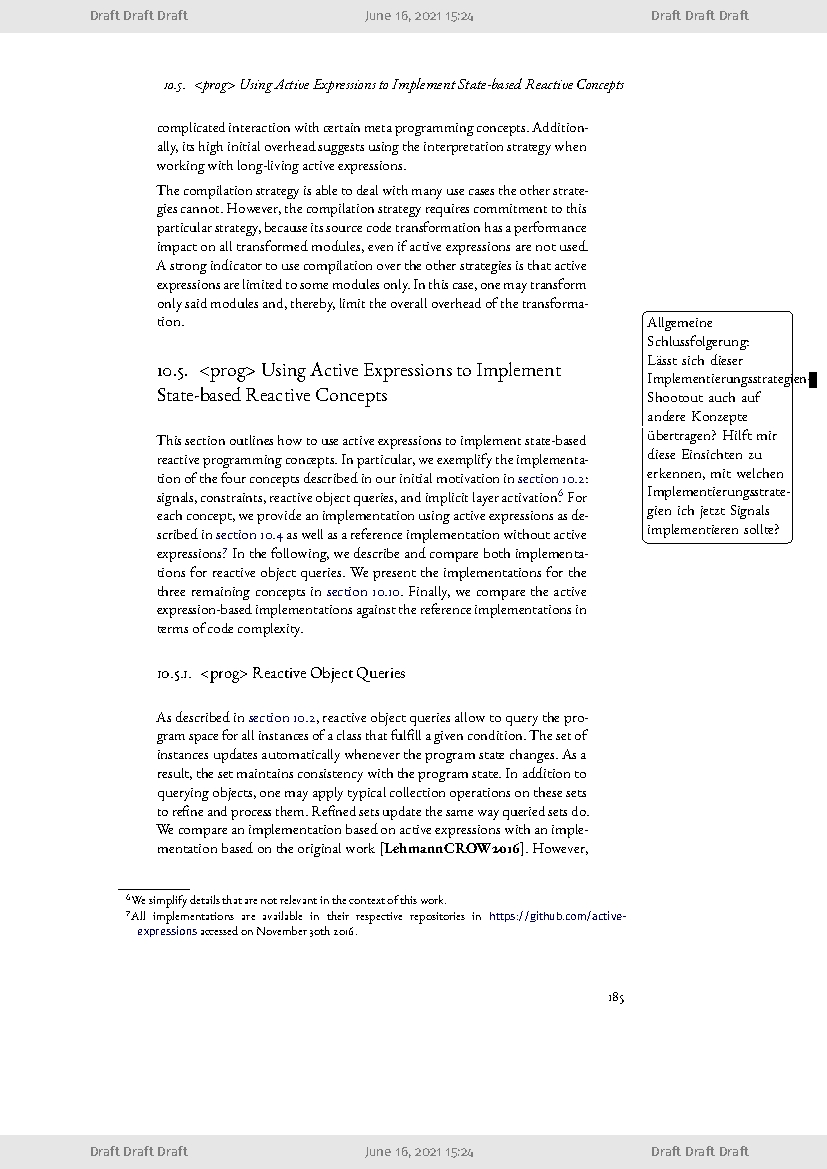 Draft Draft Draft June 16, 2021 15:24 Draft Draft Draft
10.5. <prog> Using Active Expressions to Implement State-based Reactive Concepts
complicated interaction with certain meta programming concepts. Addition-
ally, its high initial overhead suggests using the interpretation strategy when
working with long-living active expressions.
The compilation strategy is able to deal with many use cases the other strate-
gies cannot. However, the compilation strategy requires commitment to this
particular strategy, because its source code transformation has a performance
impact on all transformed modules, even if active expressions are not used.
A strong indicator to use compilation over the other strategies is that active
expressions are limited to some modules only. In this case, one may transform
only said modules and, thereby, limit the overall overhead of the transforma-
tion.
10.5. <prog> Using Active Expressions to Implement
State-based Reactive Concepts
This section outlines how to use active expressions to implement state-based
reactive programming concepts. In particular, we exemplify the implementa-
tion of the four concepts described in our initial motivation in section 10.2:
signals, constraints, reactive object queries, and implicit layer activation.6 For
each concept, we provide an implementation using active expressions as de-
scribed in section 10.4 as well as a reference implementation without active
expressions.7 In the following, we describe and compare both implementa-
tions for reactive object queries. We present the implementations for the
three remaining concepts in section 10.10. Finally, we compare the active
expression-based implementations against the reference implementations in
terms of code complexity.
10.5.1. <prog> Reactive Object Queries
As described in section 10.2, reactive object queries allow to query the pro-
gram space for all instances of a class that fulfill a given condition. The set of
instances updates automatically whenever the program state changes. As a
result, the set maintains consistency with the program state. In addition to
querying objects, one may apply typical collection operations on these sets
to refine and process them. Refined sets update the same way queried sets do.
We compare an implementation based on active expressions with an imple-
mentation based on the original work [LehmannCROW2016]. However,
Allgemeine
Schlussfolgerung:
Lässt sich dieser
Implementierungsstrategien-
Shootout auch auf
andere Konzepte
übertragen? Hilft mir
diese Einsichten zu
erkennen, mit welchen
Implementierungsstrate-
gien ich jetzt Signals
implementieren sollte?
6We simplify details that are not relevant in the context of this work.
7All implementations are available in their respective repositories in https://github.com/active-
expressions accessed on November 30th 2016.
185
Draft Draft Draft June 16, 2021 15:24 Draft Draft Draft